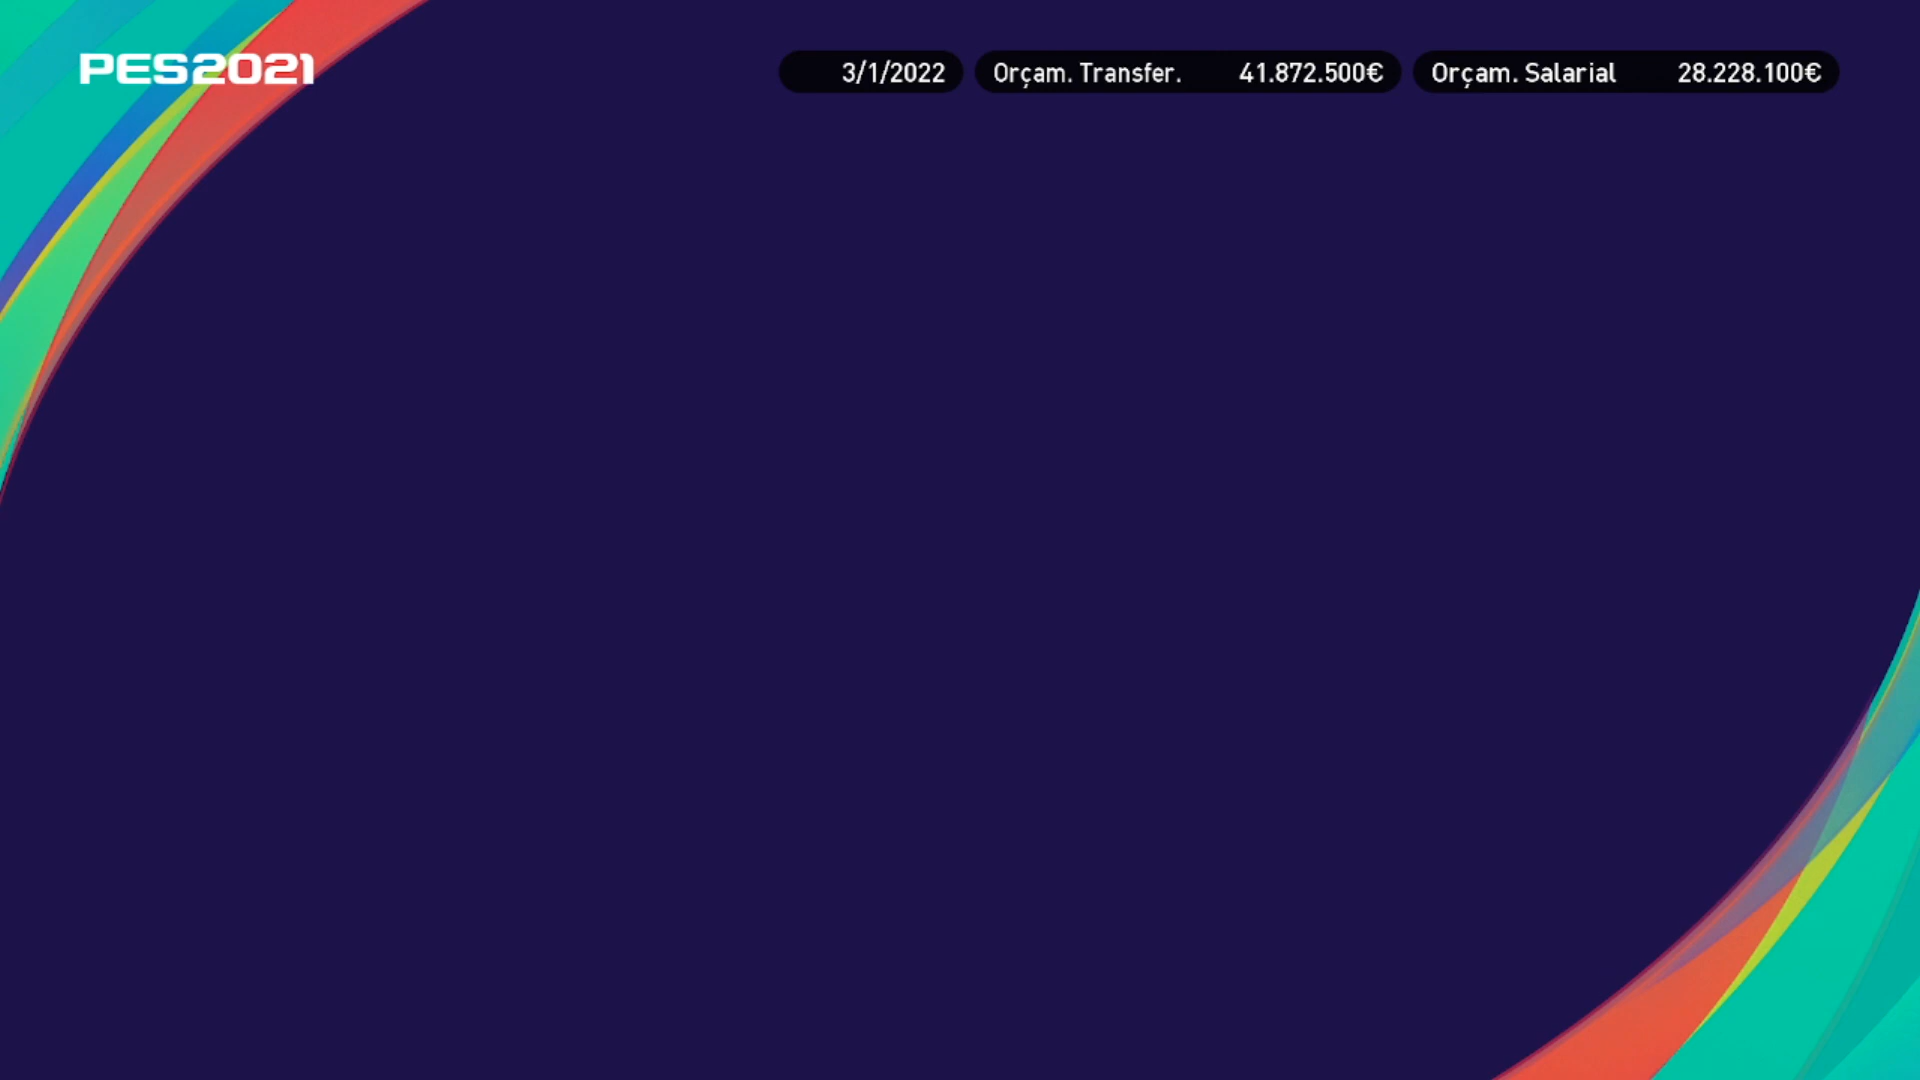 PES2021
3/1/2022 Orçam. Transfer. 41.872.500€ Orçam. Salarial 28.228.100€